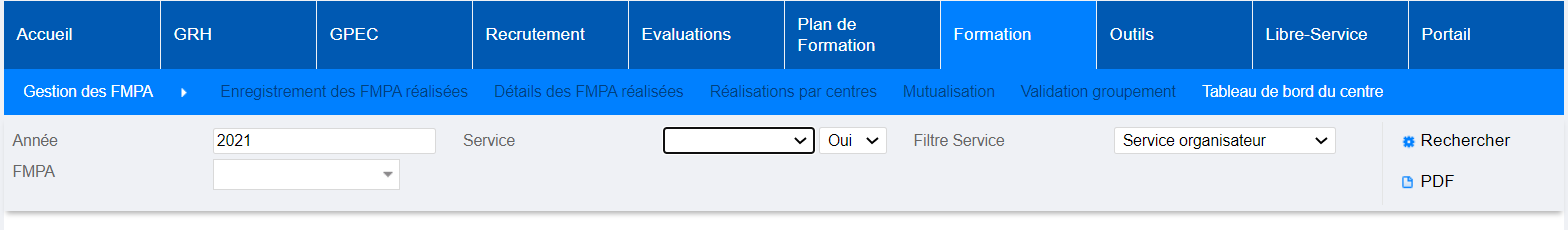 Accueil GRH GPEC Recrutement Evaluations Plan de Formation Formation Outils Libre-Service Portail
Gestion des FMPA Enregistrement des FMPA réalisées Détails des FMPA réalisées Réalisations par centres Mutualisation Validation groupement Tableau de bord du centre
Année 2021 Service Oui Filtre Service Service organisateur Rechercher
FMPA PDF